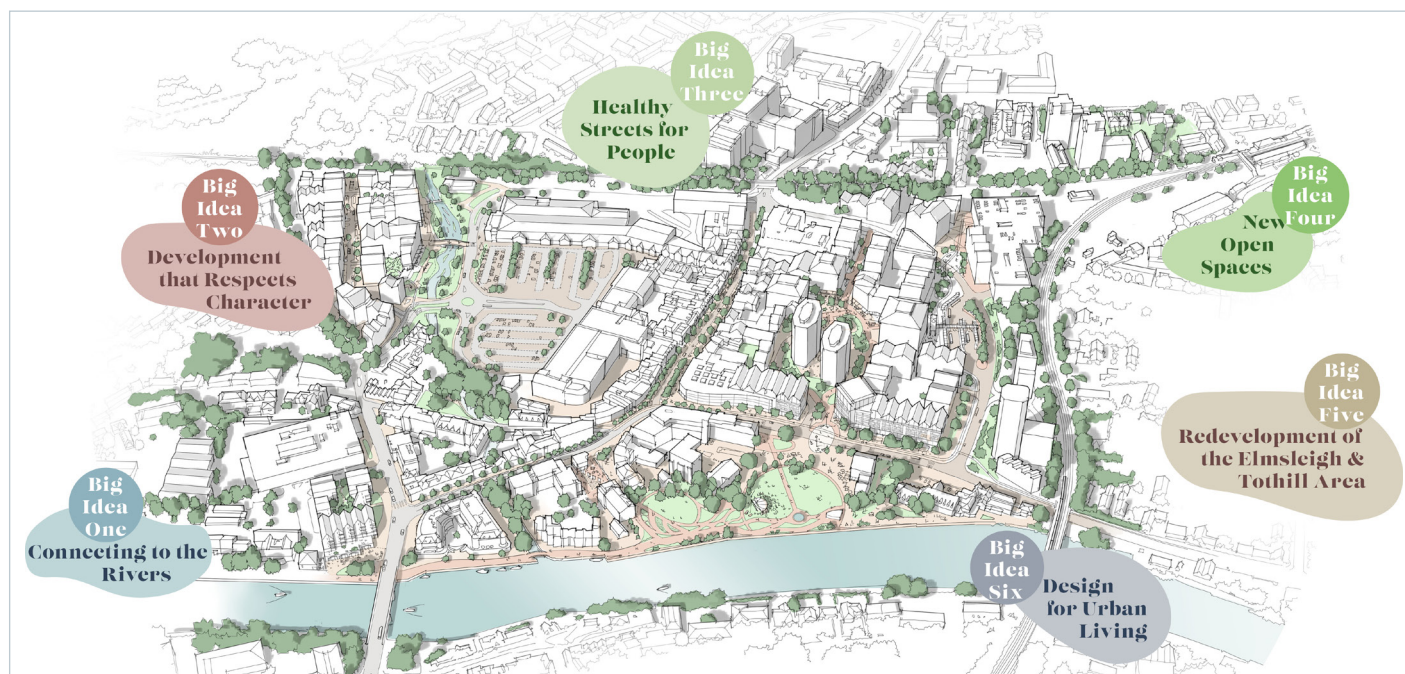 Big
Idea
Three
Healthy
Streets for
People
Big
Idea
Two
Development
that Respects
Character
Big
Idea
Four
New
Open
Spaces
Big
Idea
Five
Redevelopment of
the Elmsleigh &
Tothill Area
Big
Idea
One
Connecting to the
Rivers
Big
Idea
Six
Design
for Urban
Living